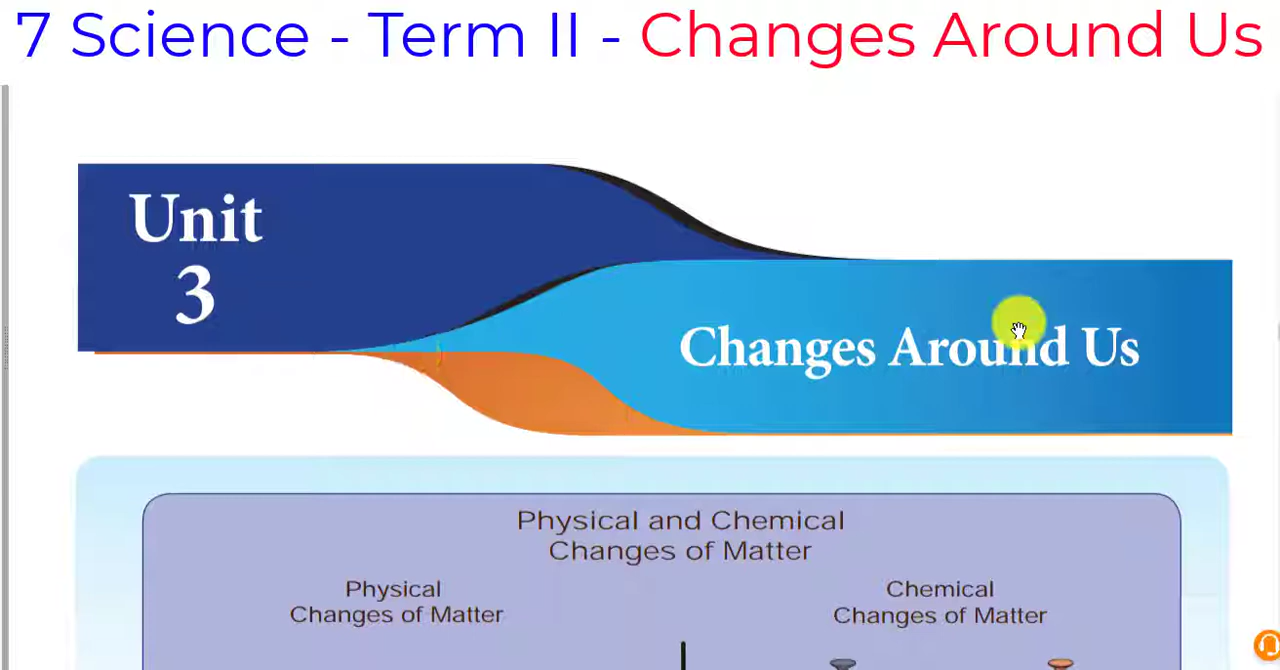 7 Science - Term II - Changes Around Us
Unit
3
Changes Around Us
Physical and Chemical
Changes of Matter
Physical
Changes of Matter
Chemical
Changes of Matter